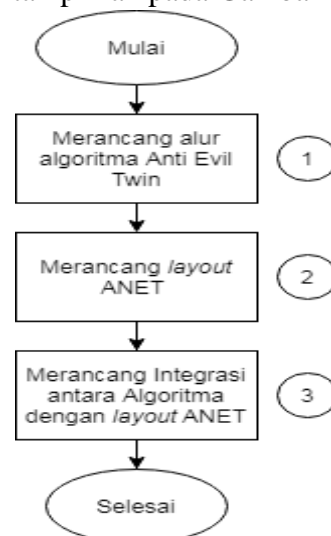 pada
Mulai
Merancang alur
algoritma Anti Evil
Twin
1
Merancang layout
ANET
2
Merancang Integrasi
antara Algoritma
dengan layout ANET
3
Selesai